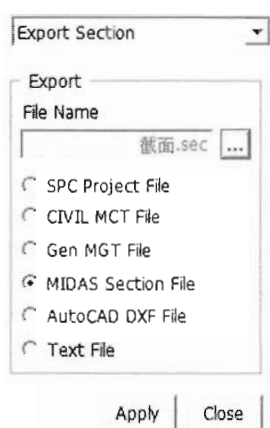 Export Section
Export
File Name
截面.sec ...
SPC Project File
CIVIL MCT File
Gen MGT File
MIDAS Section File
AutoCAD DXF File
Text File
Apply Close